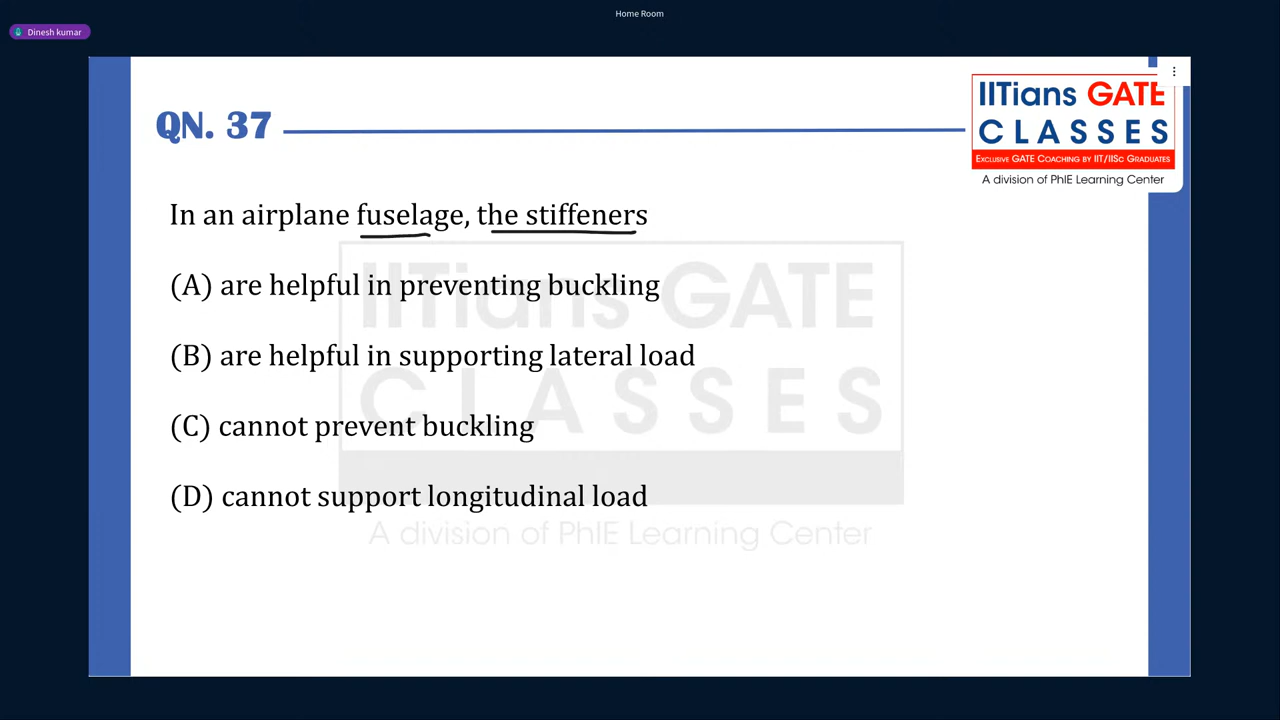 Home Room
Dinesh kumar
IITians GATE
CLASSES
EXCLUSIVE GATE COACHING BY IIT/IISC GRADUATES
A division of PhIE Learning Center
QN. 37
In an airplane fuselage, the stiffeners
(A) are helpful in preventing buckling
(B) are helpful in supporting lateral load
(C) cannot prevent buckling
(D) cannot support longitudinal load
IITians GATE
CLASSES
A division of PhIE Learning Center